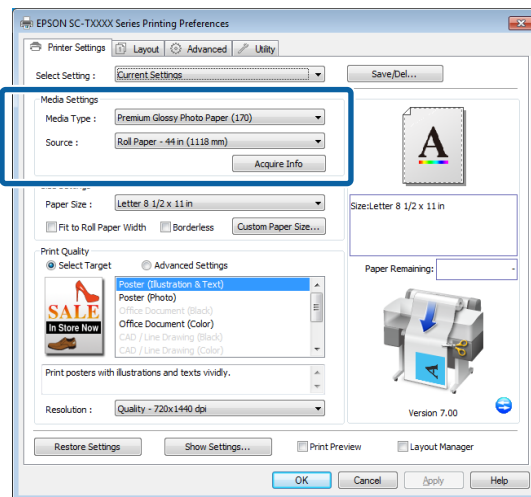 EPSON SC-TXXXX Series Printing Preferences
Printer Settings Layout Advanced Utility
Select Setting : Current Settings Save/Del...
Media Settings
Media Type : Premium Glossy Photo Paper (170)
Source : Roll Paper - 44 in (1118 mm)
Acquire Info
A
Paper Size : Letter 8 1/2 x 11 in
Fit to Roll Paper Width Borderless Custom Paper Size...
Size:Letter 8 1/2 x 11 in
Print Quality
Select Target Advanced Settings
Paper Remaining: -
SALE
In Store Now
Poster (Illustration & Text)
Poster (Photo)
Office Document (Black)
Office Document (Color)
CAD / Line Drawing (Black)
CAD / Line Drawing (Color)
A
Print posters with illustrations and texts vividly.
Resolution : Quality - 720x1440 dpi
Version 7.00
Restore Settings Show Settings... Print Preview Layout Manager
OK Cancel Apply Help